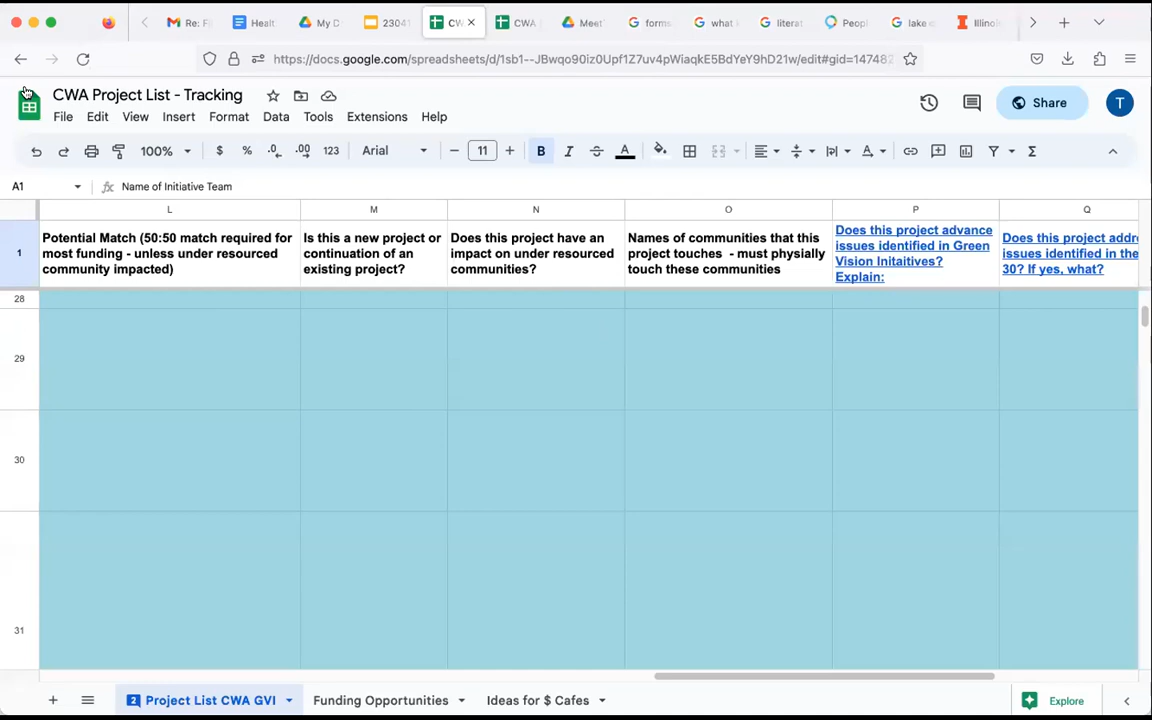 Re: F
Healt
My D
2304
CW
CWA
Meet
forms
what
literat
Peopl
lake o
Illino
https://docs.google.com/spreadsheets/d/1sb1--JBwqo90iz0Upf1Z7uv4pWiaqkE5BdYeY9hD21w/edit#gid=147482
CWA Project List - Tracking
Share
T
File Edit View Insert Format Data Tools Extensions Help
100% $ % .0 .00 123 Arial 11 B I S A
A1 fx Name of Initiative Team
L M N O P Q
1
Potential Match (50:50 match required for
most funding - unless under resourced
community impacted)
Is this a new project or
continuation of an
existing project?
Does this project have an
impact on under resourced
communities?
Names of communities that this
project touches - must physially
touch these communities
Does this project advance
issues identified in Green
Vision Initaitives?
Explain:
Does this project addr
issues identified in the
30? If yes, what?
28
29
30
31
2 Project List CWA GVI
Funding Opportunities
Ideas for $ Cafes
Explore